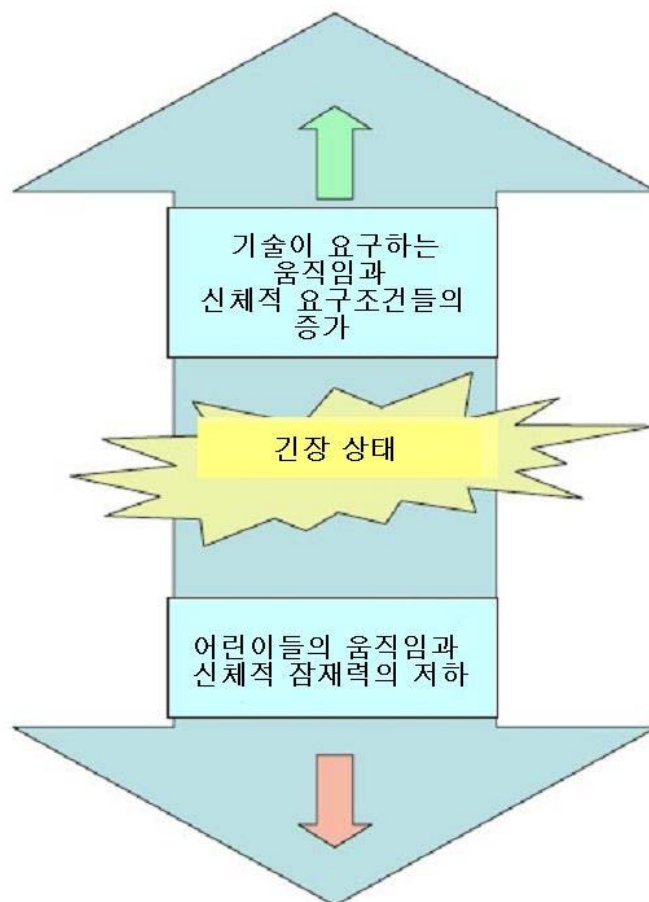 기술이 요구하는
움직임과
신체적 요구조건들의
증가
긴장 상태
어린이들의 움직임과
신체적 잠재력의 저하